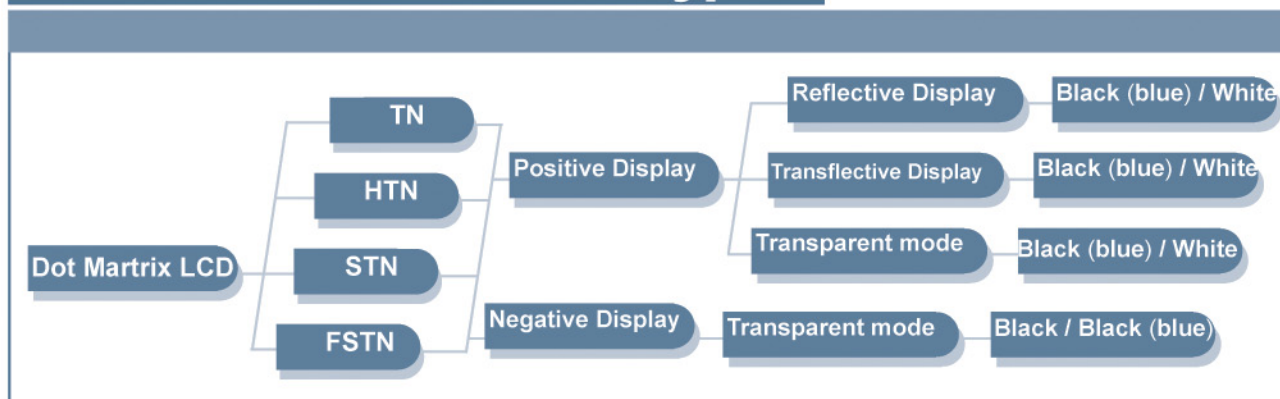 TN
HTN
Dot Martrix LCD
STN
FSTN
Positive Display
Negative Display
Reflective Display
Black (blue) / White
Transflective Display
Black (blue) / White
Transparent mode
Black (blue) / White
Transparent mode
Black / Black (blue)